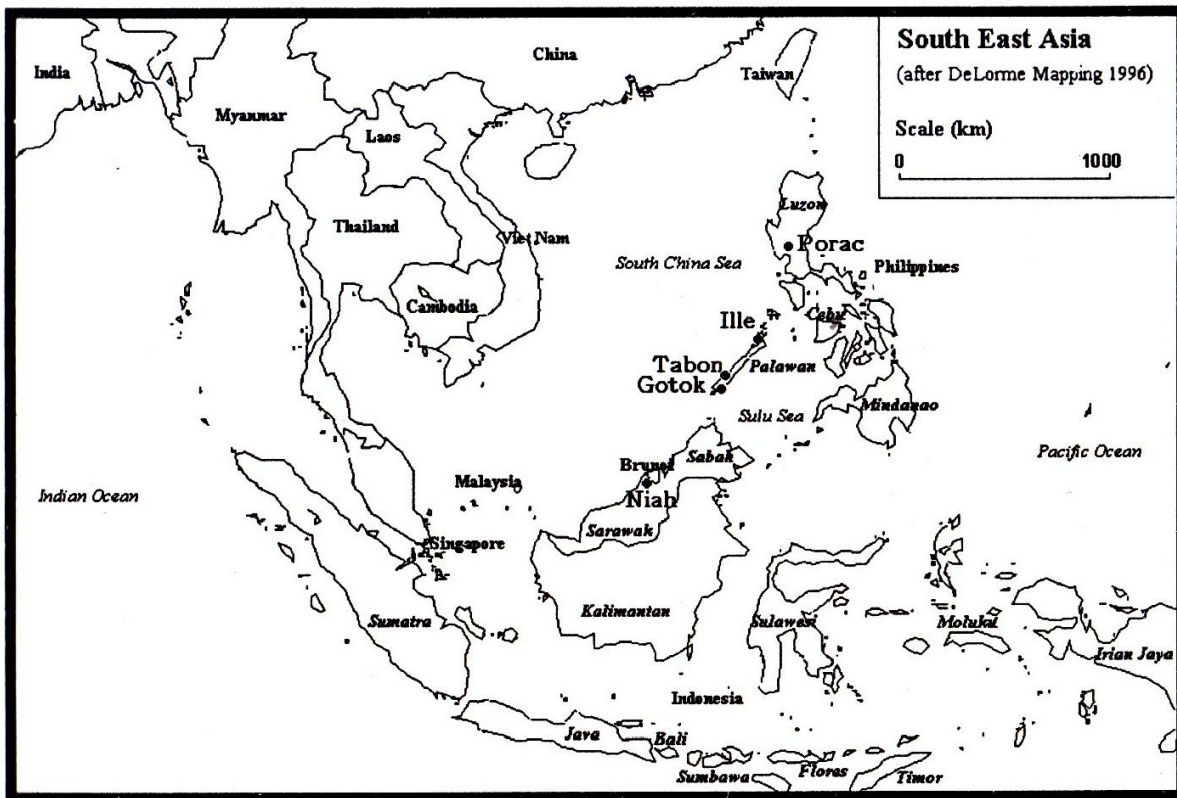 South East Asia
(after DeLorme Mapping 1996)
Scale (km)
0 1000
India
China
Taiwan
Myanmar
Laos
Luzon
Thailand
Viet Nam
Porac
South China Sea
Philippines
Cambodia
Cebu
Ille
Tabon
Palawan
Gotok
Mindanao
Sulu Sea
Pacific Ocean
Sabah
Brunei
Malaysia
Indian Ocean
Niah
Sarawak
Singapore
Kalimantan
Sumatra
Sulawesi
Moluku
Irian Jaya
Indonesia
Java
Bali
Flores
Sumbawa
Timor